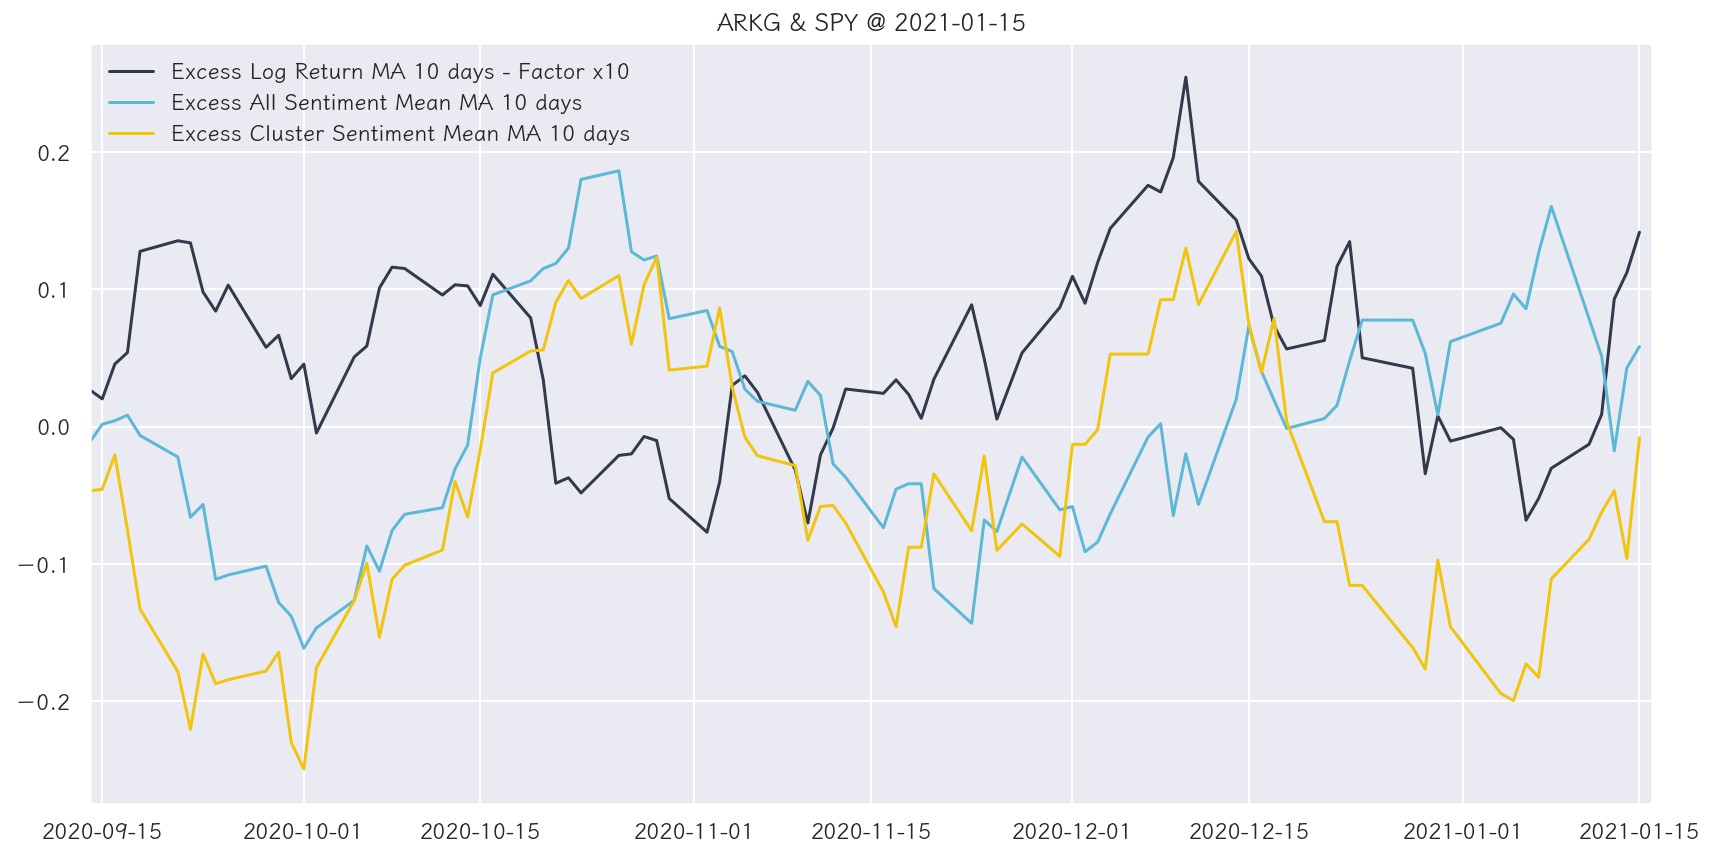 ARKG & SPY @ 2021-01-15
Excess Log Return MA 10 days - Factor x10
Excess All Sentiment Mean MA 10 days
Excess Cluster Sentiment Mean MA 10 days
0.2
0.1
0.0
−0.1
−0.2
2020-09-15 2020-10-01 2020-10-15 2020-11-01 2020-11-15 2020-12-01 2020-12-15 2021-01-01 2021-01-15